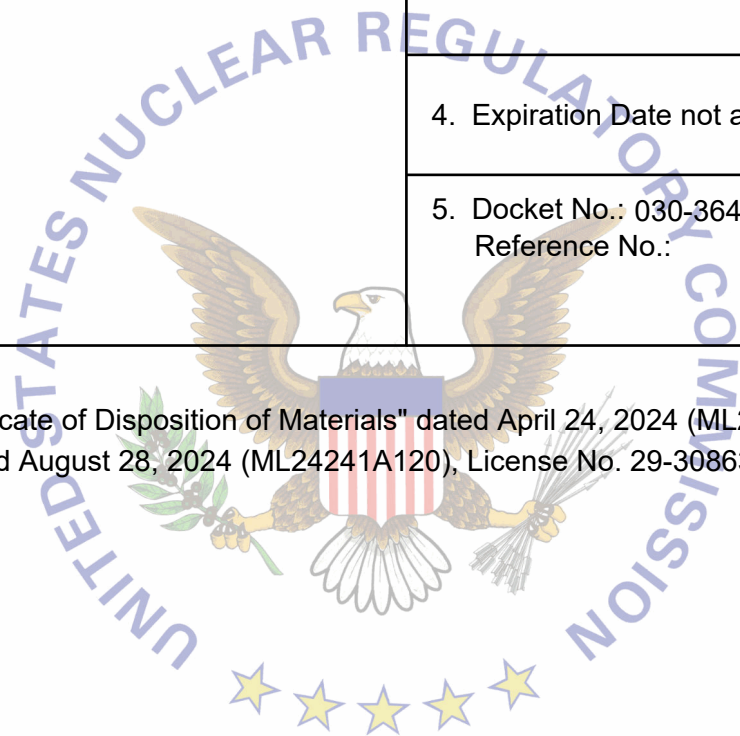 UNITED STATES NUCLEAR REGULATORY COMMISSION
4. Expiration Date not a
5. Docket No.: 030-364
Reference No.:
cate of Disposition of Materials" dated April 24, 2024 (ML2
d August 28, 2024 (ML24241A120), License No. 29-3086